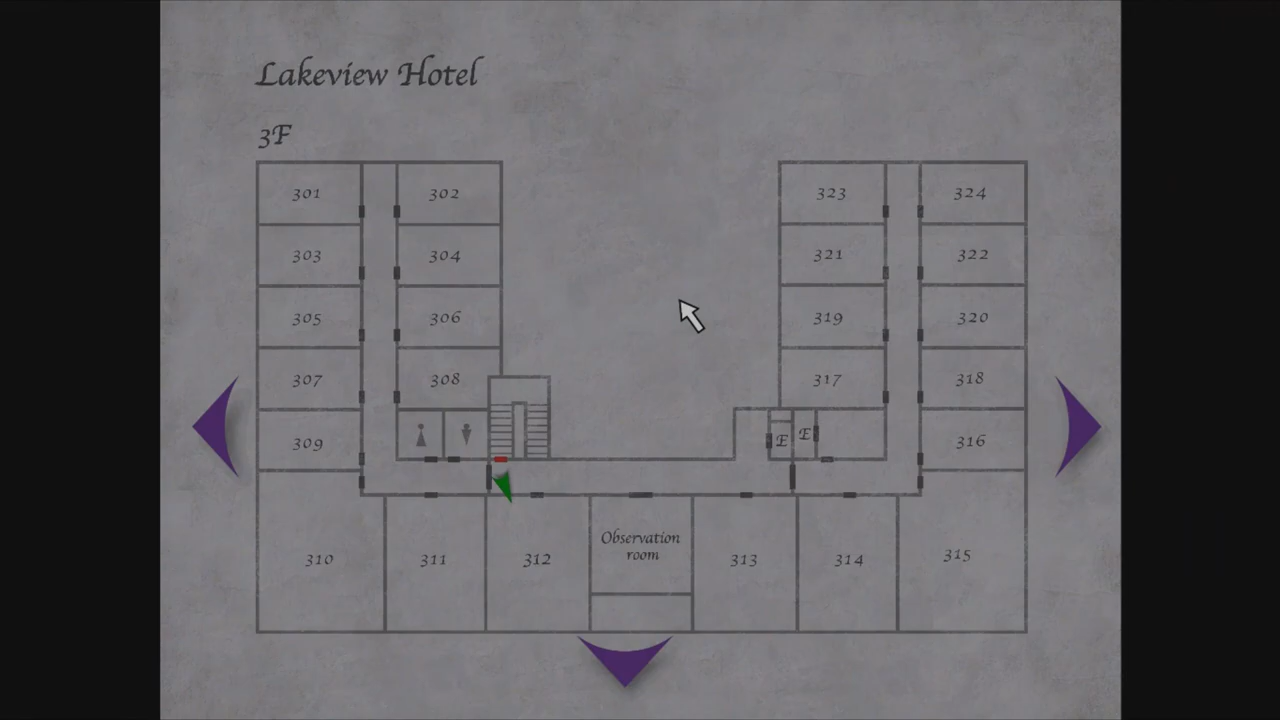 Lakeview Hotel
3F
301 302 323 324
303 304 321 322
305 306 319 320
307 308 317 318
309 E E 316
310 311 312 Observation room 313 314 315